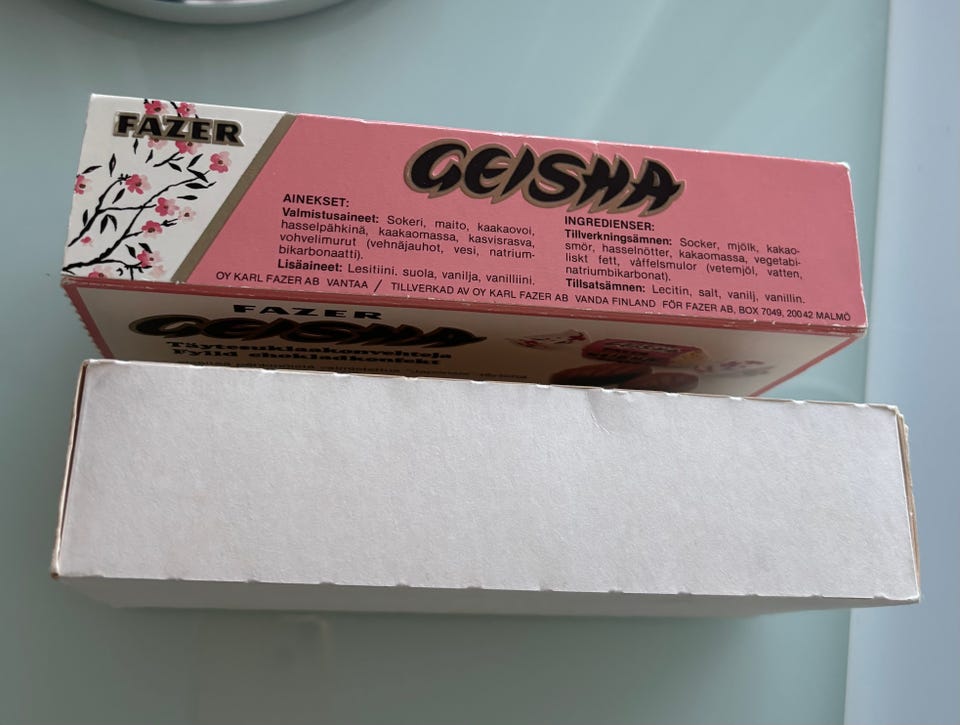 FAZER
GEISHA
AINEKSET:
Valmistusaineet: Sokeri, maito, kaakaovoi,
hasselpähkinä, kaakaomassa, kasvisrasva,
vohvelimurut (vehnäjauhot, vesi, natrium-
bikarbonaatti).
Lisäaineet: Lesitiini, suola, vanilja, vanilliini.
INGREDIENSER:
Tillverkningsämnen: Socker, mjölk, kakao-
smör, hasselnötter, kakaomassa, vegetabi-
liskt fett, våffelsmulor (vetemjöl, vatten,
natriumbikarbonat).
Tillsatsämnen: Lecitin, salt, vanilj, vanillin.
OY KARL FAZER AB VANTAA / TILLVERKAD AV OY KARL FAZER AB VANDA FINLAND FÖR FAZER AB, BOX 7049, 200 42 MALMÖ
FAZER
GEISHA
Täytesuklaakonvehteja
Fylld chokladkonfekt